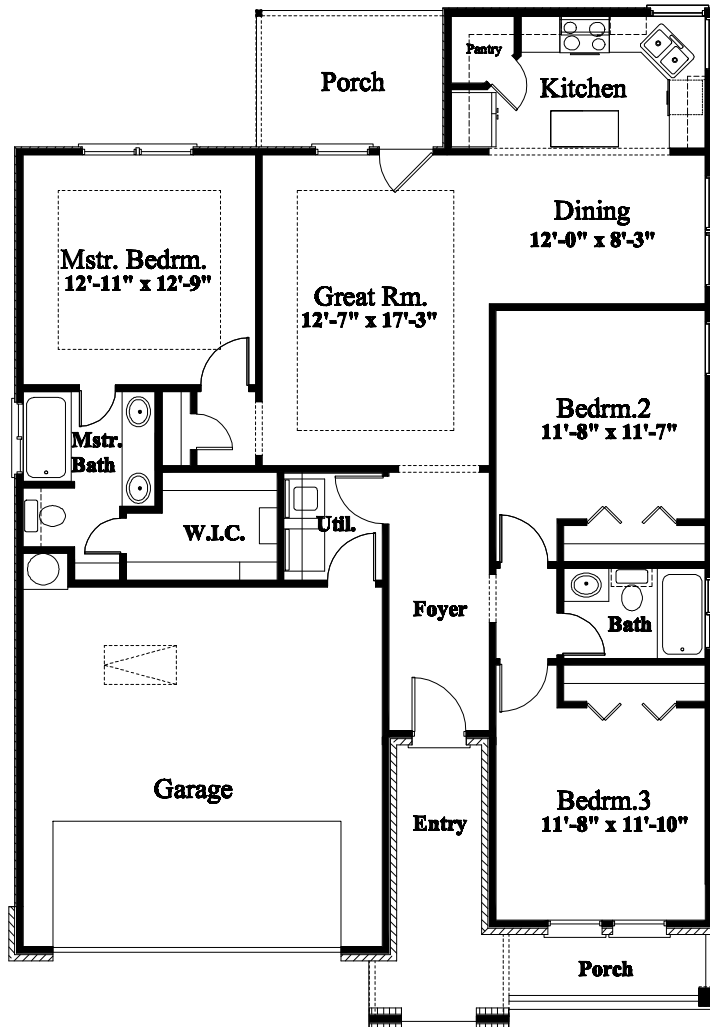 Pantry
Porch
Kitchen
Dining
12'-0" x 8'-3"
Mstr. Bedrm.
12'-11" x 12'-9"
Great Rm.
12'-7" x 17'-3"
Bedrm.2
11'-8" x 11'-7"
Mstr.
Bath
W.I.C.
Util.
Foyer
Bath
Garage
Entry
Bedrm.3
11'-8" x 11'-10"
Porch